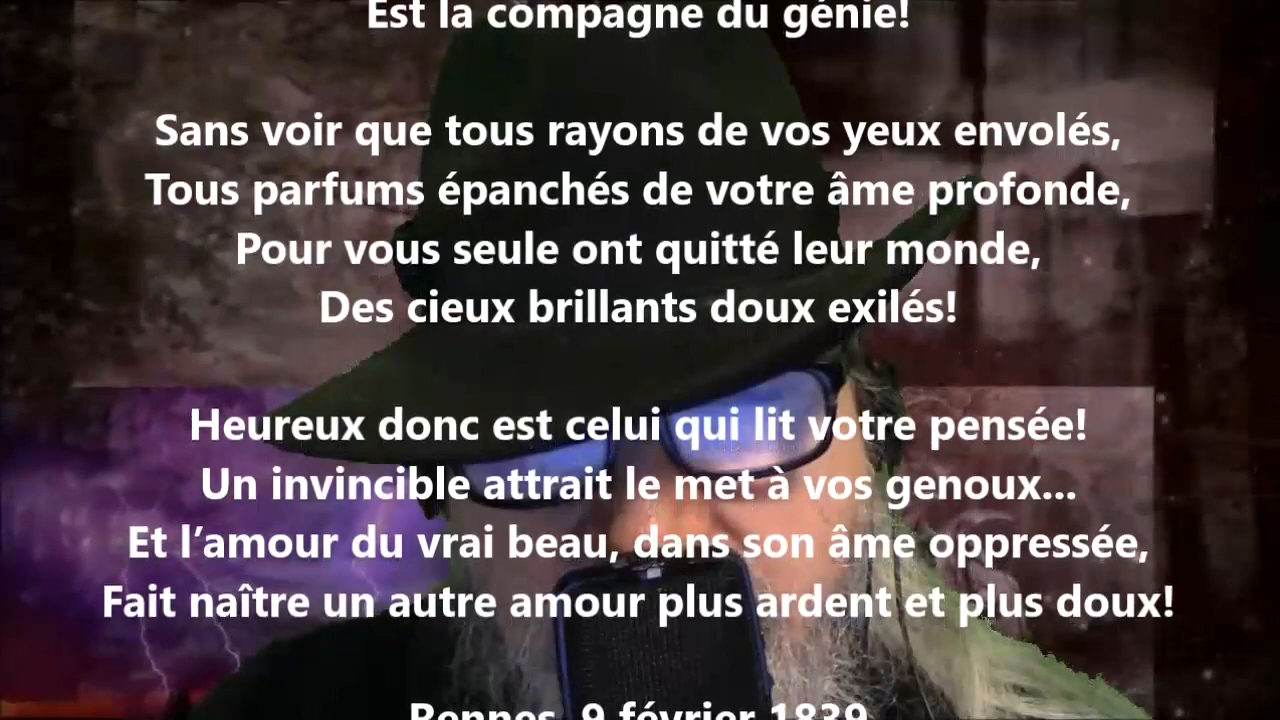 Est la compagne du génie!
Sans voir que tous rayons de vos yeux envolés,
Tous parfums épanchés de votre âme profonde,
Pour vous seule ont quitté leur monde,
Des cieux brillants doux exilés!
Heureux donc est celui qui lit votre pensée!
Un invincible attrait le met à vos genoux...
Et l’amour du vrai beau, dans son âme oppressée,
Fait naître un autre amour plus ardent et plus doux!
Rennes, 9 février 1839